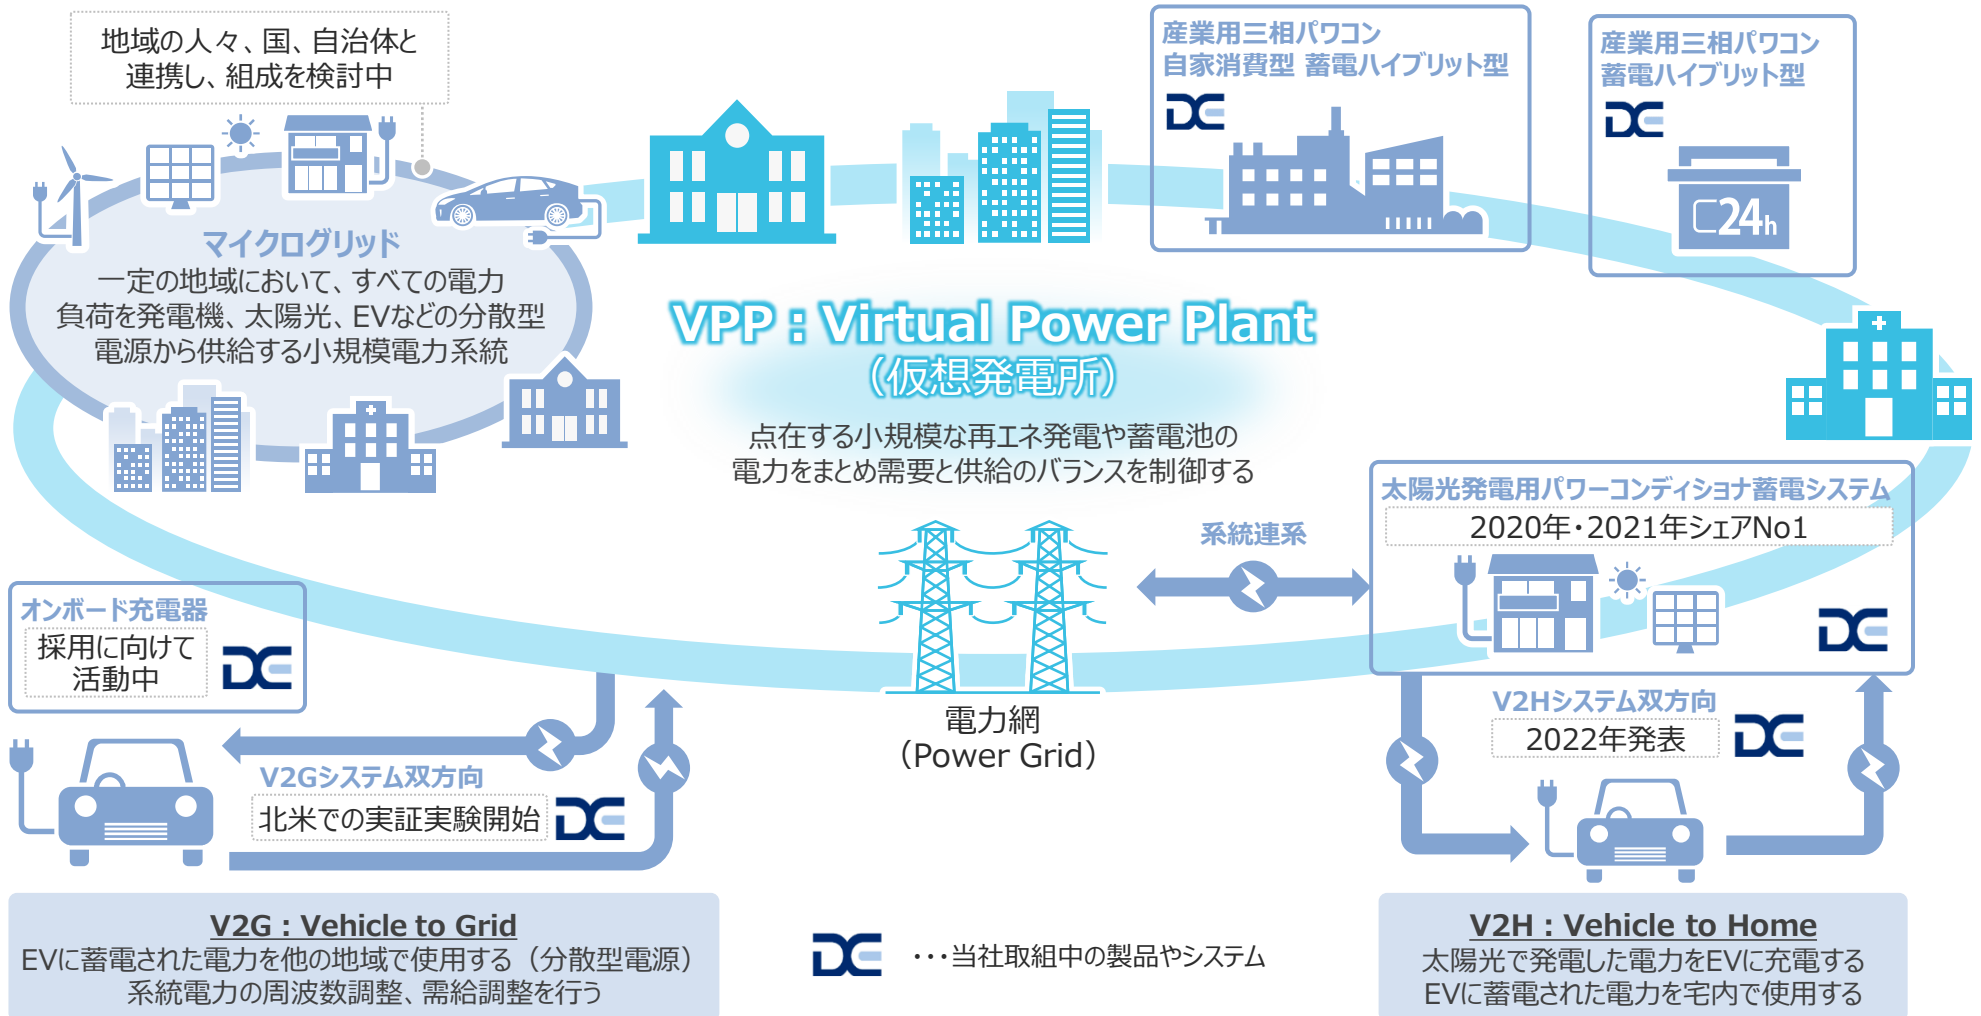 地域の人々、国、自治体と
連携し、組成を検討中
産業用三相パワコン
自家消費型 蓄電ハイブリット型
産業用三相パワコン
蓄電ハイブリット型
24h
マイクログリッド
一定の地域において、すべての電力
負荷を発電機、太陽光、EVなどの分散型
電源から供給する小規模電力系統
VPP：Virtual Power Plant
（仮想発電所）
点在する小規模な再エネ発電や蓄電池の
電力をまとめ需要と供給のバランスを制御する
系統連系
太陽光発電用パワーコンディショナ蓄電システム
2020年・2021年シェアNo1
オンボード充電器
採用に向けて
活動中
電力網
（Power Grid）
V2Gシステム双方向
北米での実証実験開始
V2Hシステム双方向
2022年発表
V2G：Vehicle to Grid
EVに蓄電された電力を他の地域で使用する（分散型電源）
系統電力の周波数調整、需給調整を行う
・・・当社取組中の製品やシステム
V2H：Vehicle to Home
太陽光で発電した電力をEVに充電する
EVに蓄電された電力を宅内で使用する